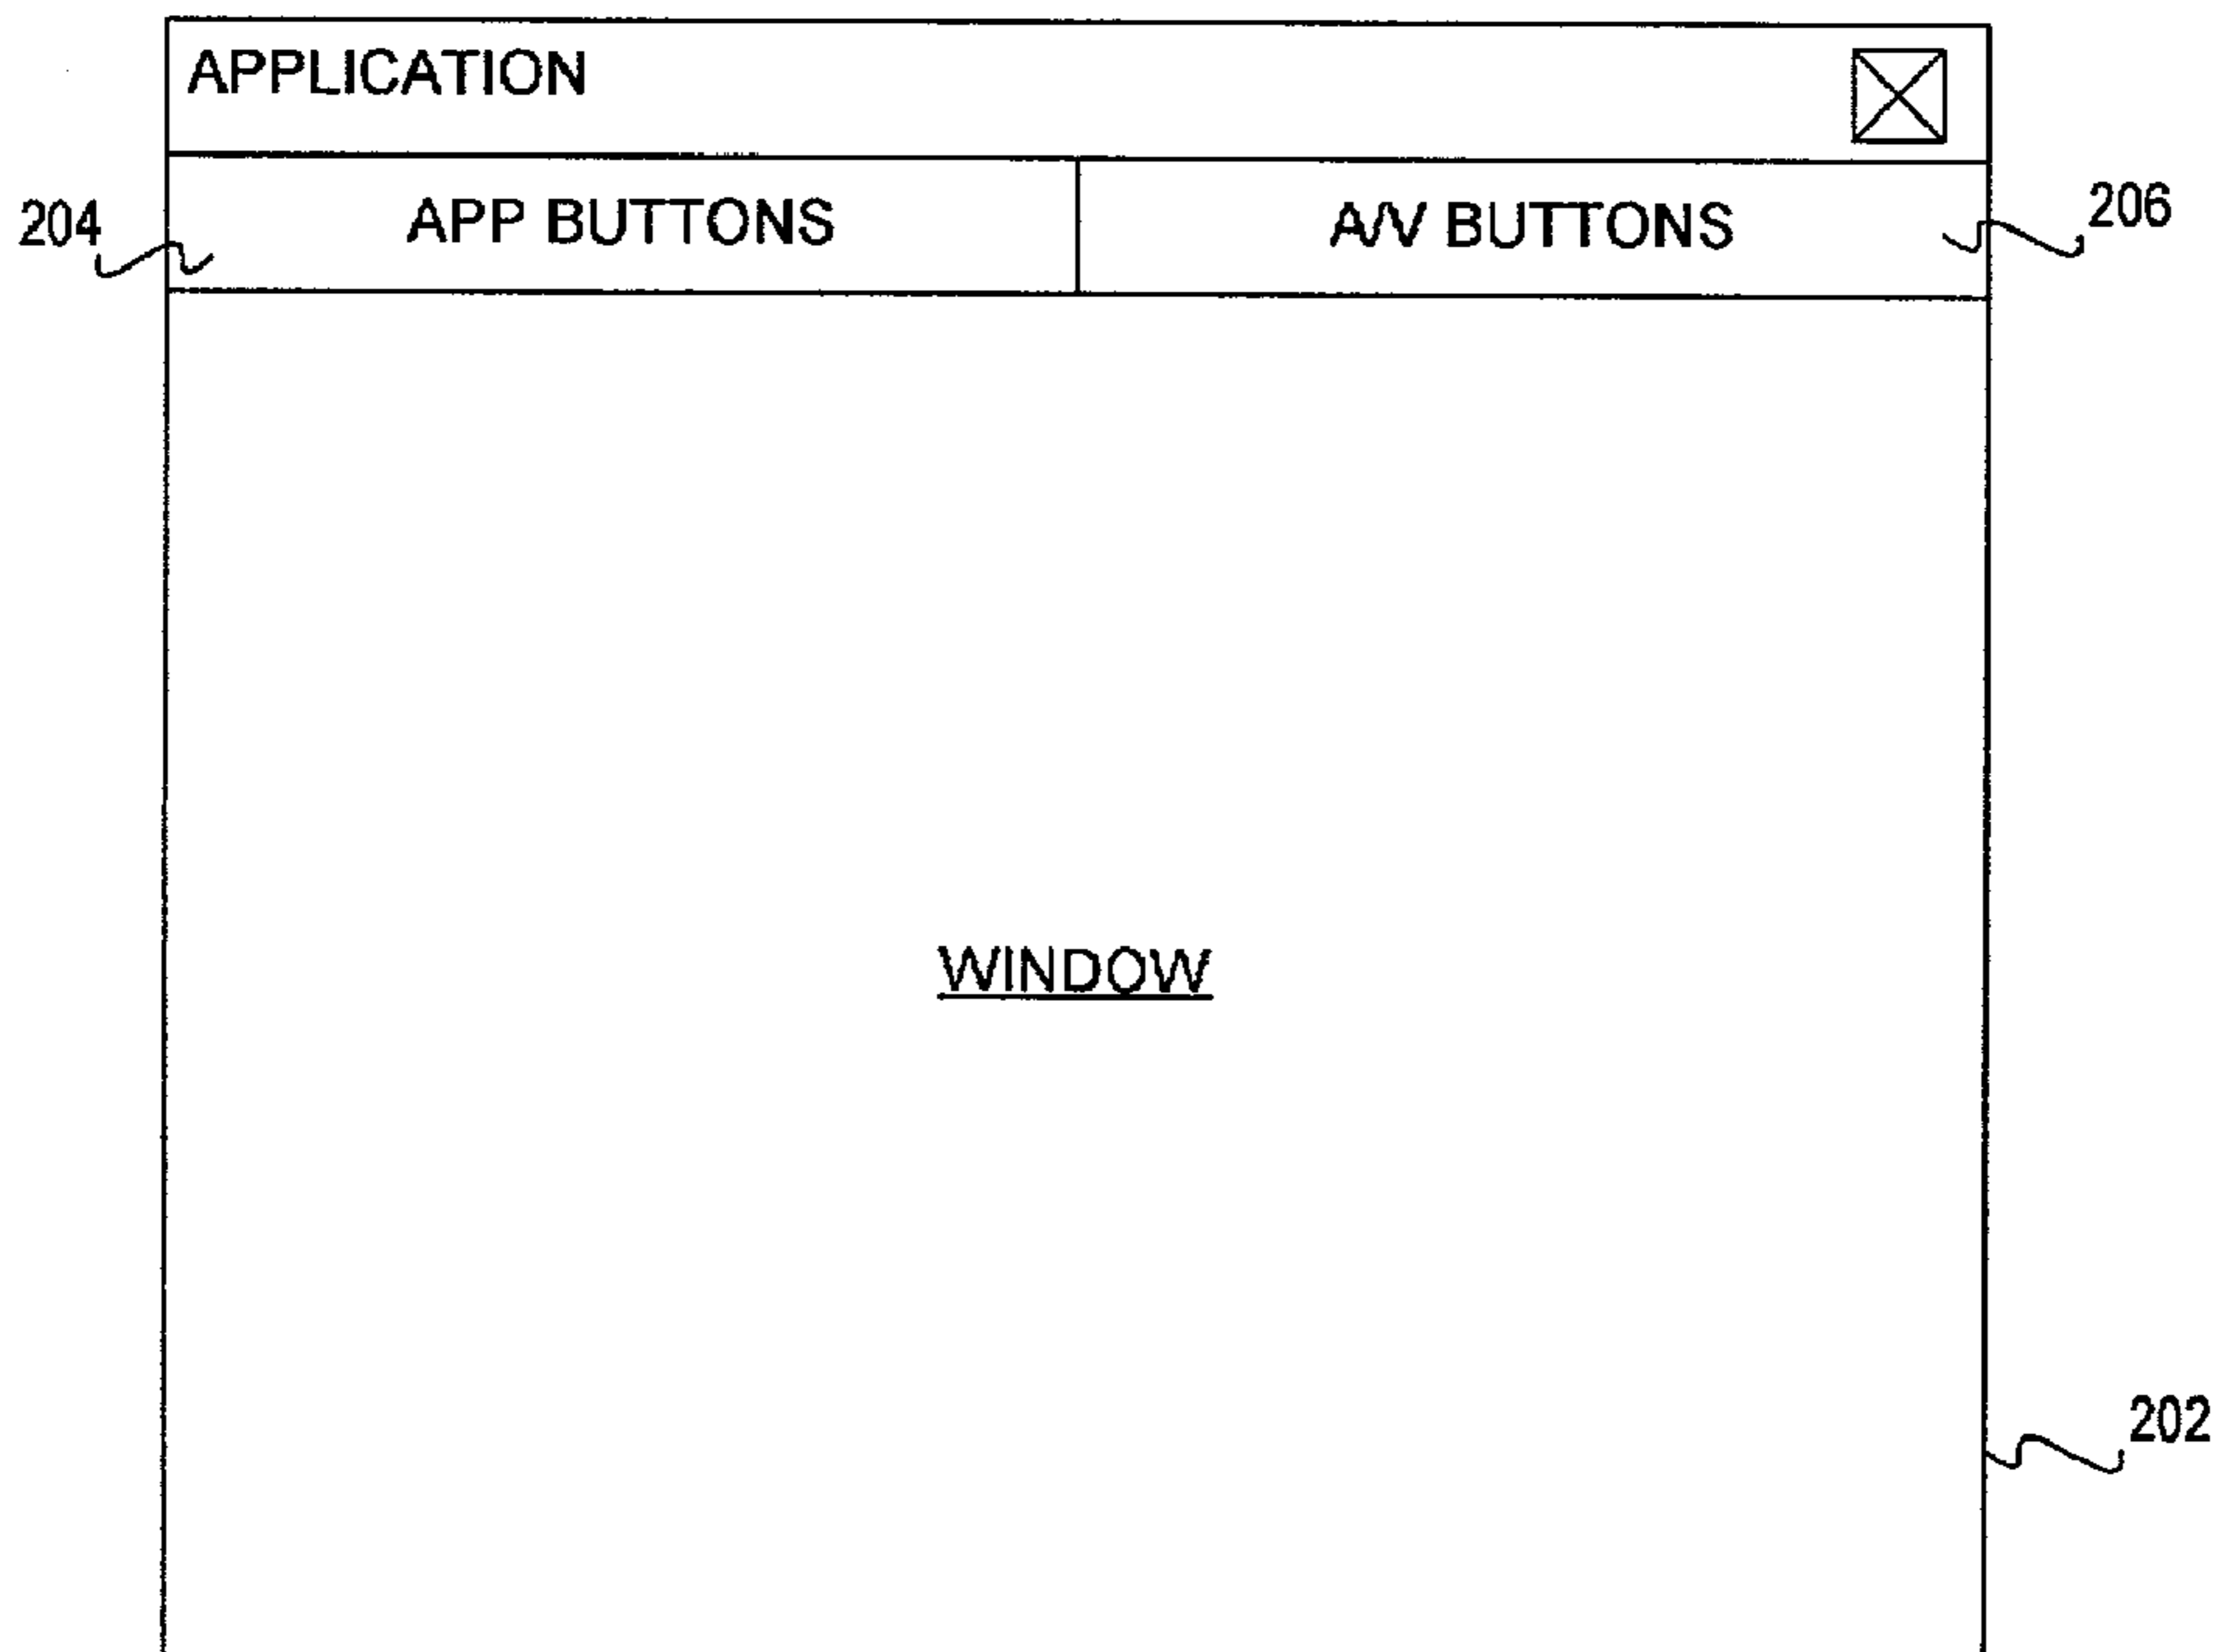 APPLICATION
204
APP BUTTONS
A/V BUTTONS
206
WINDOW
202